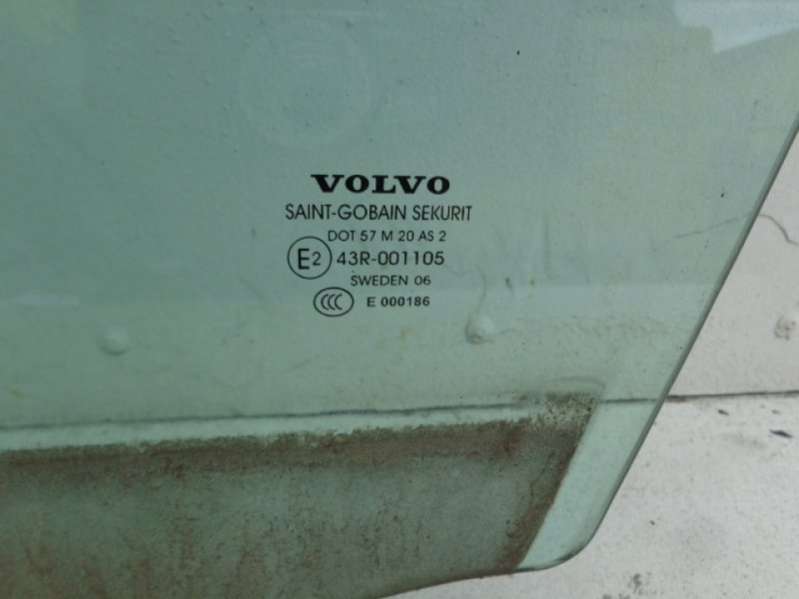 VOLVO
SAINT-GOBAIN SEKURIT
DOT 57 M 20 AS 2
E2 43R-001105
SWEDEN 06
CCC E 000186